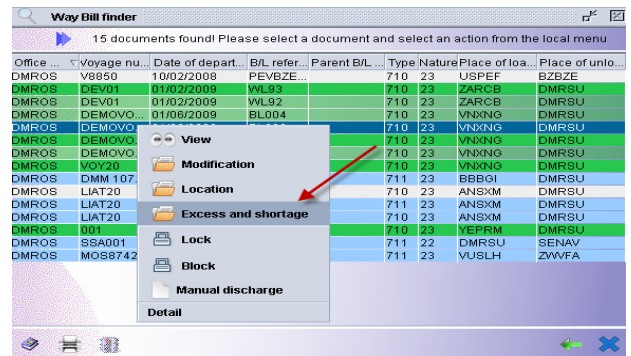 Way Bill finder
15 documents found! Please select a document and select an action from the local menu
Office ... Voyage nu... Date of depart... B/L refer... Parent B/L ... Type Nature Place of loa... Place of unlo...
DMROS V8850 10/02/2008 PEVBZE... 710 23 USPEF BZBZE
DMROS DEV01 01/02/2009 WL93 710 23 ZARCB DMRSU
DMROS DEV01 01/02/2009 WL92 710 23 ZARCB DMRSU
DMROS DEMOVO... 01/06/2009 BL004 710 23 VNXNG DMRSU
DMROS DEMOVO. 710 23 VNXNG DMRSU
DMROS DEMOVO. 710 23 VNXNG DMRSU
DMROS DEMOVO. 710 23 VNXNG DMRSU
DMROS VOY20 710 23 VNXNG DMRSU
DMROS DMM 107. 711 23 BBBGI DMRSU
DMROS LIAT20 710 23 ANSXM DMRSU
DMROS LIAT20 711 23 ANSXM DMRSU
DMROS LIAT20 710 23 ANSXM DMRSU
DMROS 001 710 23 YEPRM DMRSU
DMROS SSA001 711 22 DMRSU SENAV
DMROS MOS8742 711 23 VUSLH ZWVFA
View
Modification
Location
Excess and shortage
Lock
Block
Manual discharge
Detail